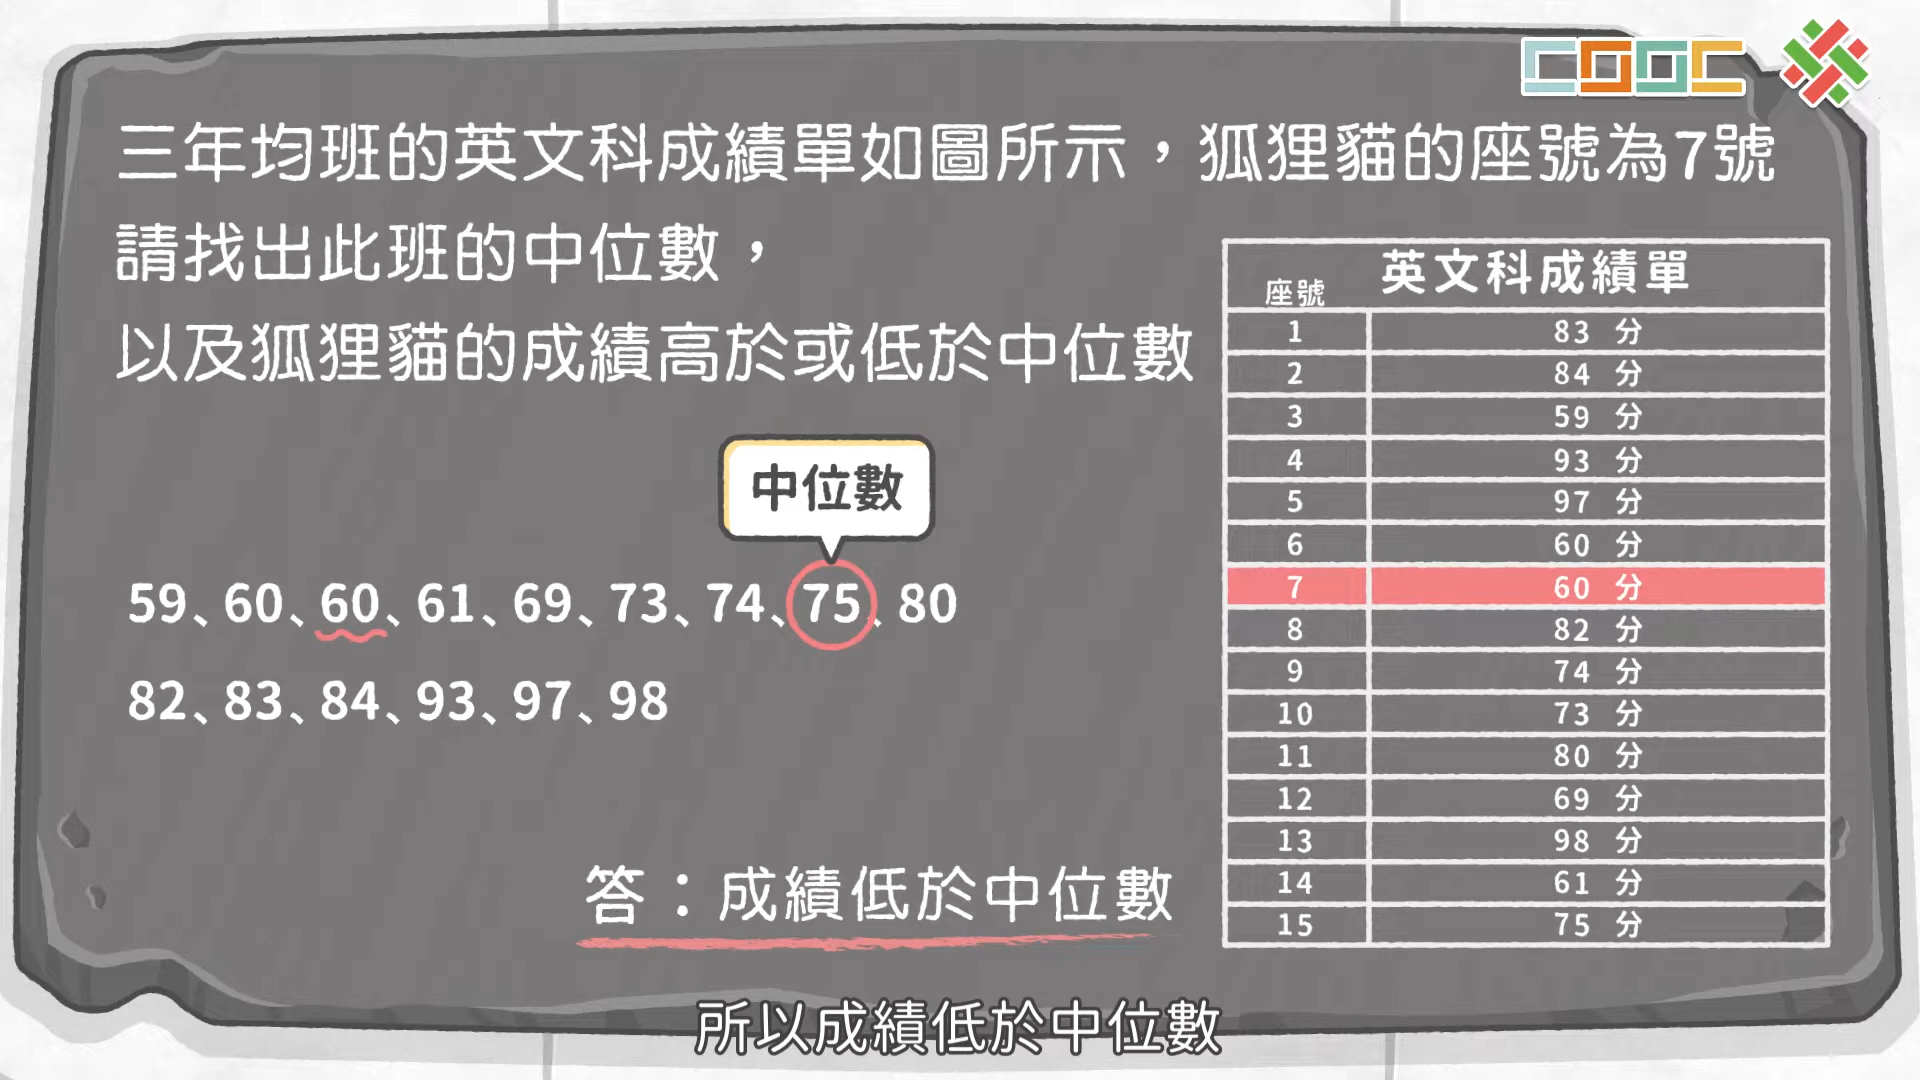 COOC
三年均班的英文科成績單如圖所示，狐狸貓的座號為7號
請找出此班的中位數，
以及狐狸貓的成績高於或低於中位數
中位數
59、60、60、61、69、73、74、75、80
82、83、84、93、97、98
答：成績低於中位數
座號 英文科成績單
1 83 分
2 84 分
3 59 分
4 93 分
5 97 分
6 60 分
7 60 分
8 82 分
9 74 分
10 73 分
11 80 分
12 69 分
13 98 分
14 61 分
15 75 分
所以成績低於中位數